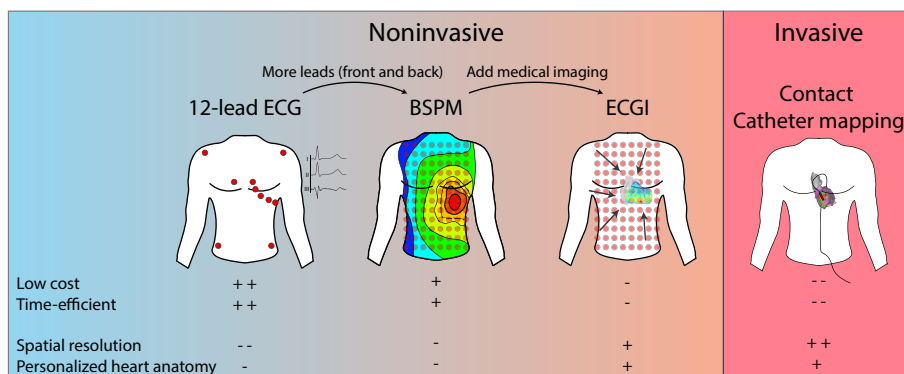 Noninvasive
Invasive
More leads (front and back)
Add medical imaging
12-lead ECG
BSPM
ECGI
Contact
Catheter mapping
Low cost ++ + - --
Time-efficient ++ + - --
Spatial resolution -- - + ++
Personalized heart anatomy - - + +